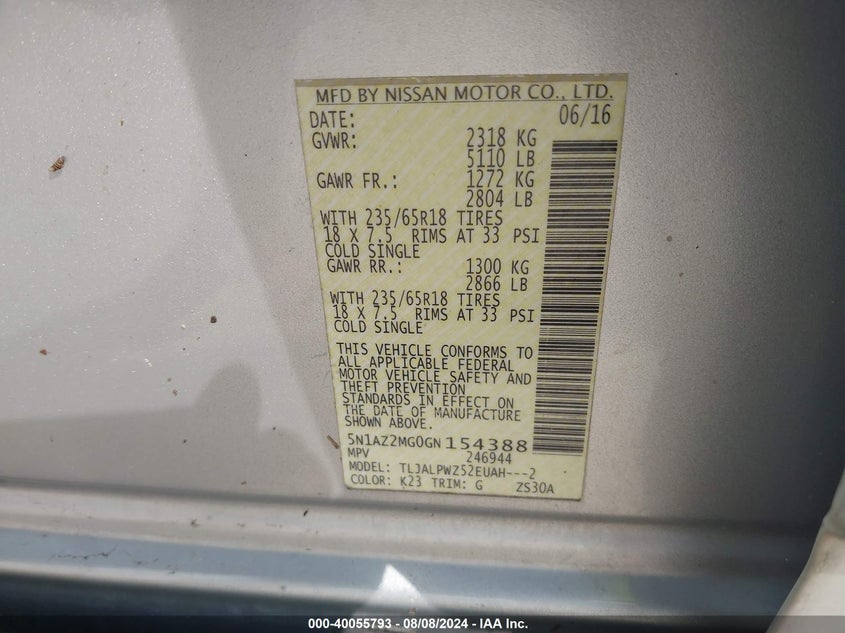 MFD BY NISSAN MOTOR CO., LTD.
DATE: 06/16
GVWR: 2318 KG
5110 LB
GAWR FR.: 1272 KG
2804 LB
WITH 235/65R18 TIRES
18 X 7.5 RIMS AT 33 PSI
COLD SINGLE
GAWR RR.: 1300 KG
2866 LB
WITH 235/65R18 TIRES
18 X 7.5 RIMS AT 33 PSI
COLD SINGLE
THIS VEHICLE CONFORMS TO
ALL APPLICABLE FEDERAL
MOTOR VEHICLE SAFETY AND
THEFT PREVENTION
STANDARDS IN EFFECT ON
THE DATE OF MANUFACTURE
SHOWN ABOVE.
5N1AZ2MG0GN154388
MPV 246944
MODEL: TLJALPWZ52EUAH---2
COLOR: K23 TRIM: G ZS30A
000-40055793 - 08/08/2024 - IAA Inc.